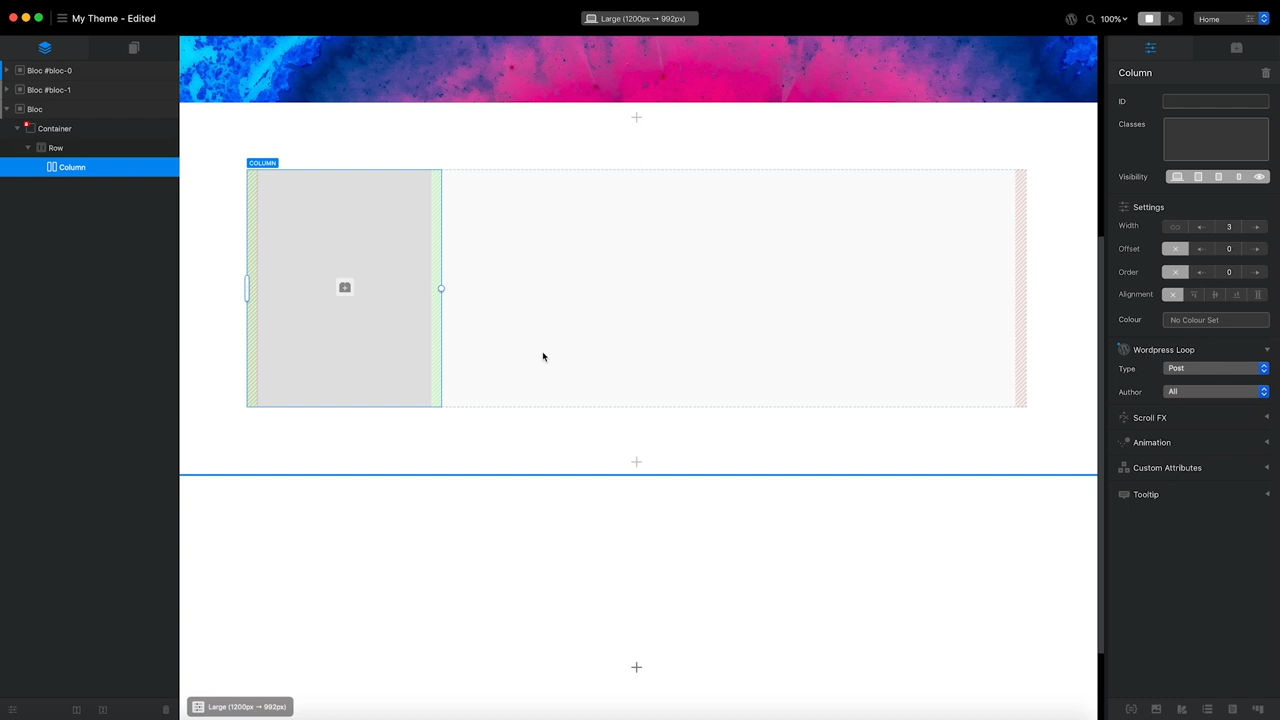 My Theme - Edited
Large (1200px → 992px)
100%
Home
Bloc #bloc-0
Bloc #bloc-1
Bloc
Container
Row
Column
COLUMN
Large (1200px → 992px)
Column
ID
Classes
Visibility
Settings
Width 3
Offset 0
Order 0
Alignment
Colour No Colour Set
Wordpress Loop
Type Post
Author All
Scroll FX
Animation
Custom Attributes
Tooltip